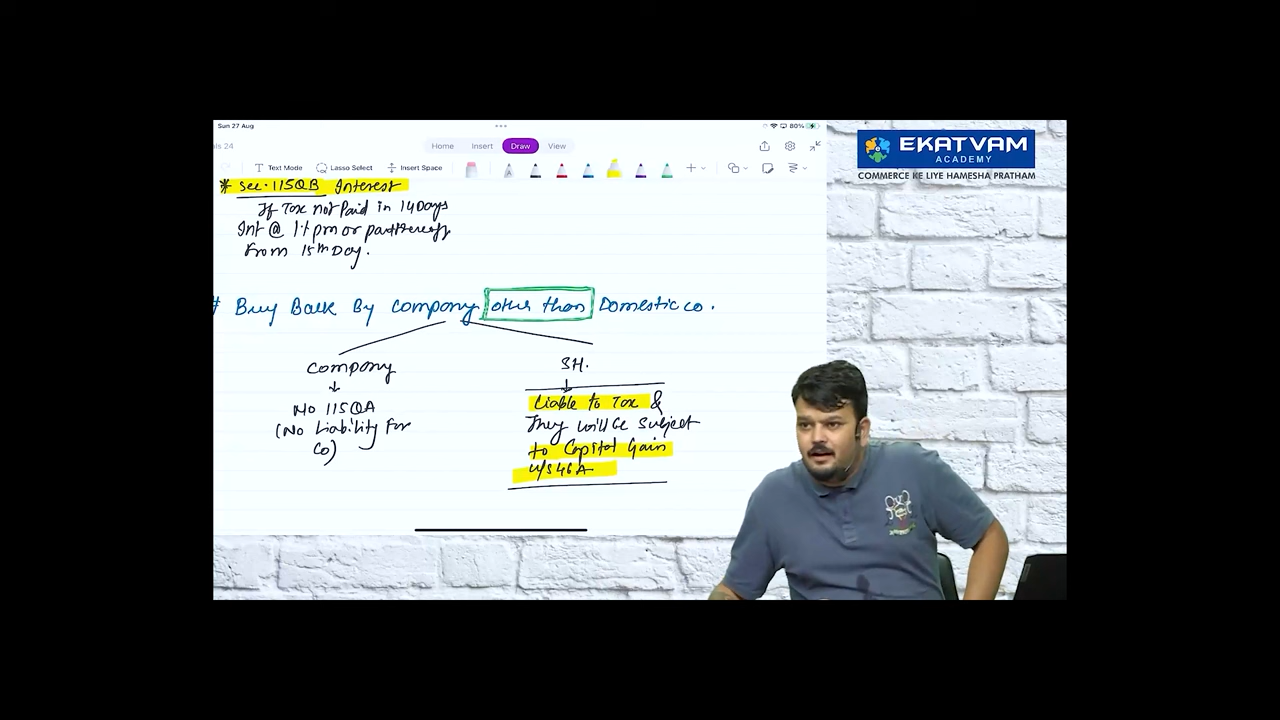 Sun 27 Aug
80%
als 24
Home Insert Draw View
Text Mode Lasso Select Insert Space
* Sec. 115QB Interest
If Tax not Paid in 14 Days
Int @ 1% pm or part thereof
From 15th Day.
# Buy Back By Company other than Domestic co.
Company
SH.
No 115QA
(No Liability For
Co)
Liable to Tax &
They will be subject
to Capital Gain
u/s 46A
EKATVAM
ACADEMY
COMMERCE KE LIYE HAMESHA PRATHAM